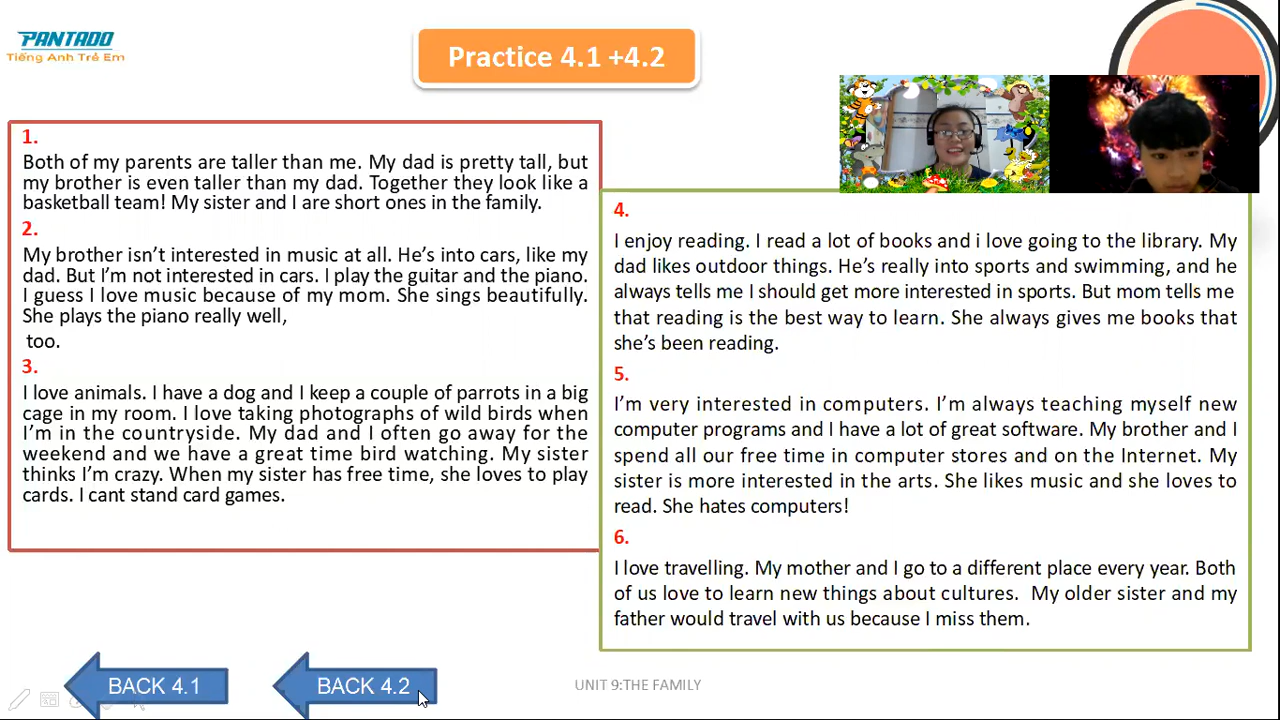 PANTADO
Tiếng Anh Trẻ Em
Practice 4.1 +4.2
1.
Both of my parents are taller than me. My dad is pretty tall, but
my brother is even taller than my dad. Together they look like a
basketball team! My sister and I are short ones in the family.
2.
My brother isn't interested in music at all. He's into cars, like my
dad. But I'm not interested in cars. I play the guitar and the piano.
I guess I love music because of my mom. She sings beautifully.
She plays the piano really well,
too.
3.
I love animals. I have a dog and I keep a couple of parrots in a big
cage in my room. I love taking photographs of wild birds when
I'm in the countryside. My dad and I often go away for the
weekend and we have a great time bird watching. My sister
thinks I'm crazy. When my sister has free time, she loves to play
cards. I cant stand card games.
4.
I enjoy reading. I read a lot of books and i love going to the library. My
dad likes outdoor things. He's really into sports and swimming, and he
always tells me I should get more interested in sports. But mom tells me
that reading is the best way to learn. She always gives me books that
she's been reading.
5.
I'm very interested in computers. I'm always teaching myself new
computer programs and I have a lot of great software. My brother and I
spend all our free time in computer stores and on the Internet. My
sister is more interested in the arts. She likes music and she loves to
read. She hates computers!
6.
I love travelling. My mother and I go to a different place every year. Both
of us love to learn new things about cultures. My older sister and my
father would travel with us because I miss them.
BACK 4.1
BACK 4.2
UNIT 9:THE FAMILY